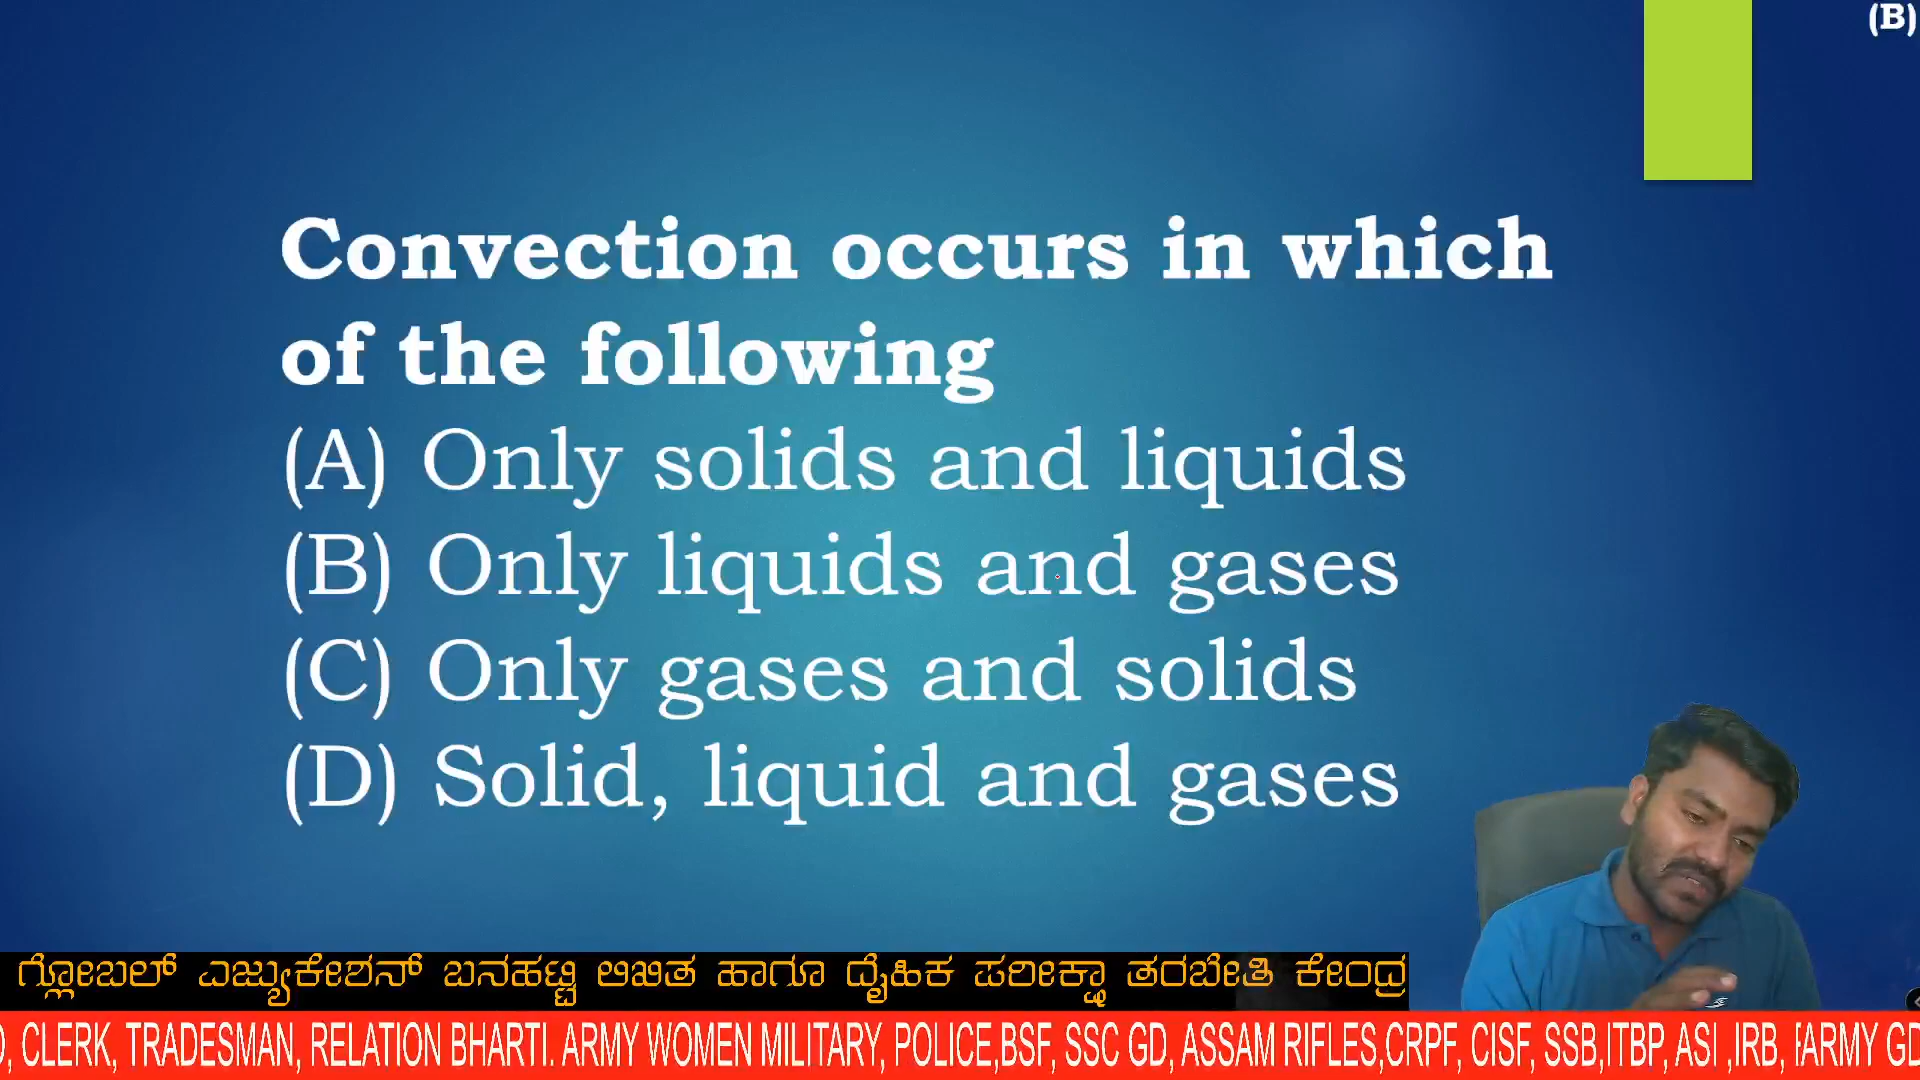 (B)
Convection occurs in which
of the following
(A) Only solids and liquids
(B) Only liquids and gases
(C) Only gases and solids
(D) Solid, liquid and gases
ಗ್ಲೋಬಲ್ ಎಜ್ಯುಕೇಶನ್ ಬನಹಟ್ಟಿ ಲಿಖಿತ ಹಾಗೂ ದೈಹಿಕ ಪರೀಕ್ಷಾ ತರಬೇತಿ ಕೇಂದ್ರ
, CLERK, TRADESMAN, RELATION BHARTI. ARMY WOMEN MILITARY, POLICE,BSF, SSC GD, ASSAM RIFLES,CRPF, CISF, SSB,ITBP, ASI ,IRB, ARMY GD